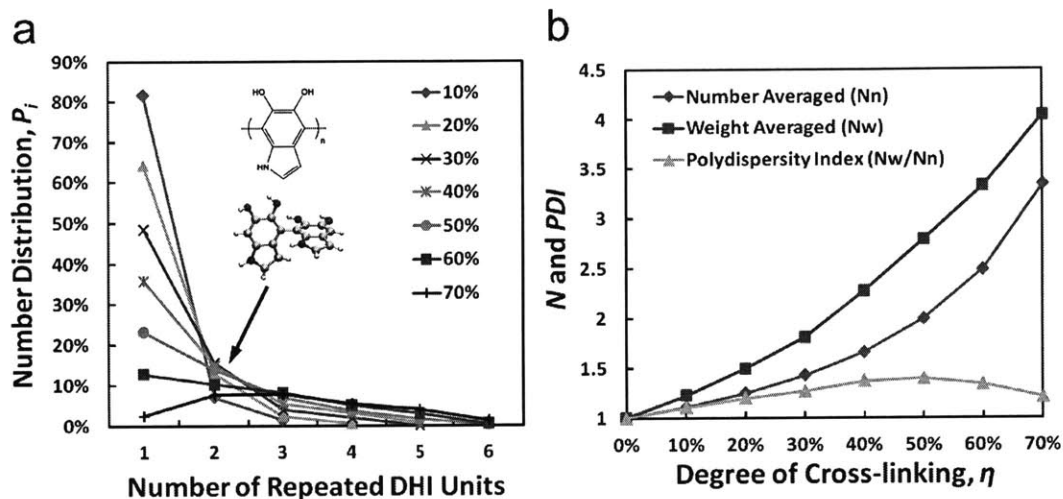 a
Number Distribution, Pi
90%
80%
70%
60%
50%
40%
30%
20%
10%
0%
1 2 3 4 5 6
Number of Repeated DHI Units
HO OH
n
HN
10%
20%
30%
40%
50%
60%
70%
b
N and PDI
4.5
4
3.5
3
2.5
2
1.5
1
0% 10% 20% 30% 40% 50% 60% 70%
Degree of Cross-linking, η
Number Averaged (Nn)
Weight Averaged (Nw)
Polydispersity Index (Nw/Nn)